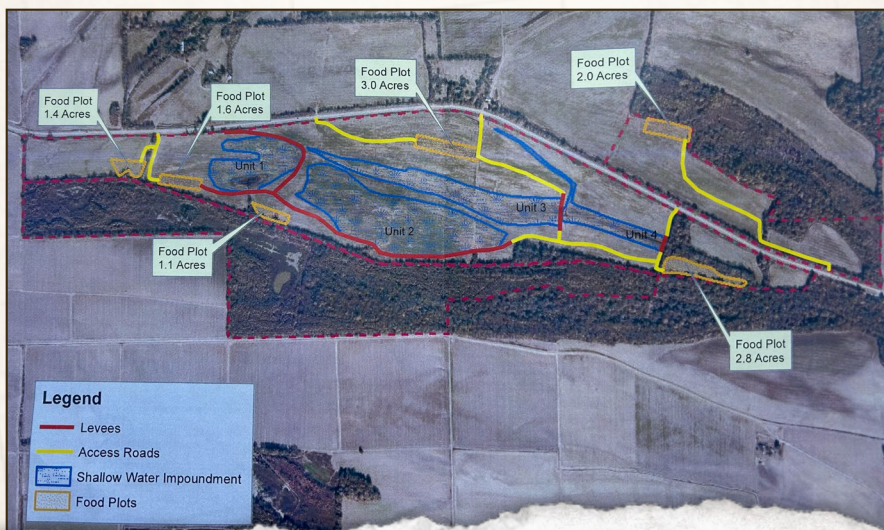 Food Plot
1.4 Acres
Food Plot
1.6 Acres
Food Plot
3.0 Acres
Food Plot
2.0 Acres
Unit 1
Unit 2
Unit 3
Unit 4
Food Plot
1.1 Acres
Food Plot
2.8 Acres
Legend
Levees
Access Roads
Shallow Water Impoundment
Food Plots